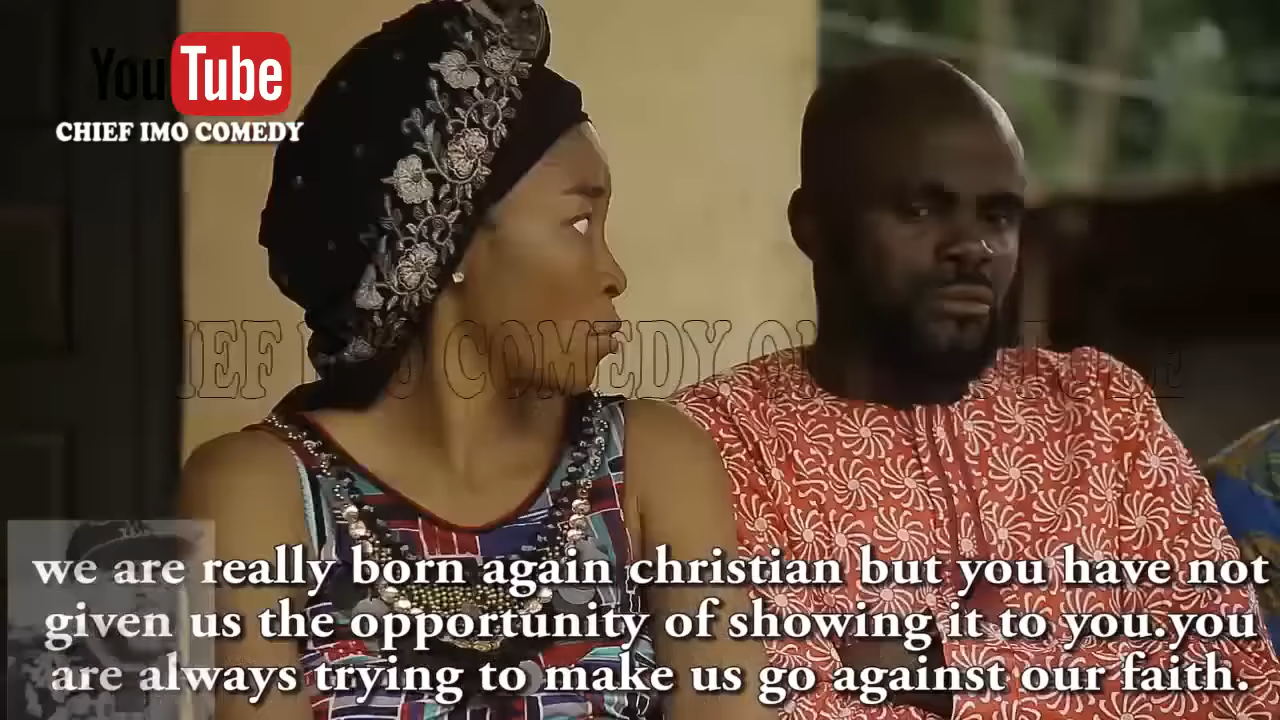 YouTube
CHIEF IMO COMEDY
we are really born again christian but you have not
given us the opportunity of showing it to you.you
are always trying to make us go against our faith.